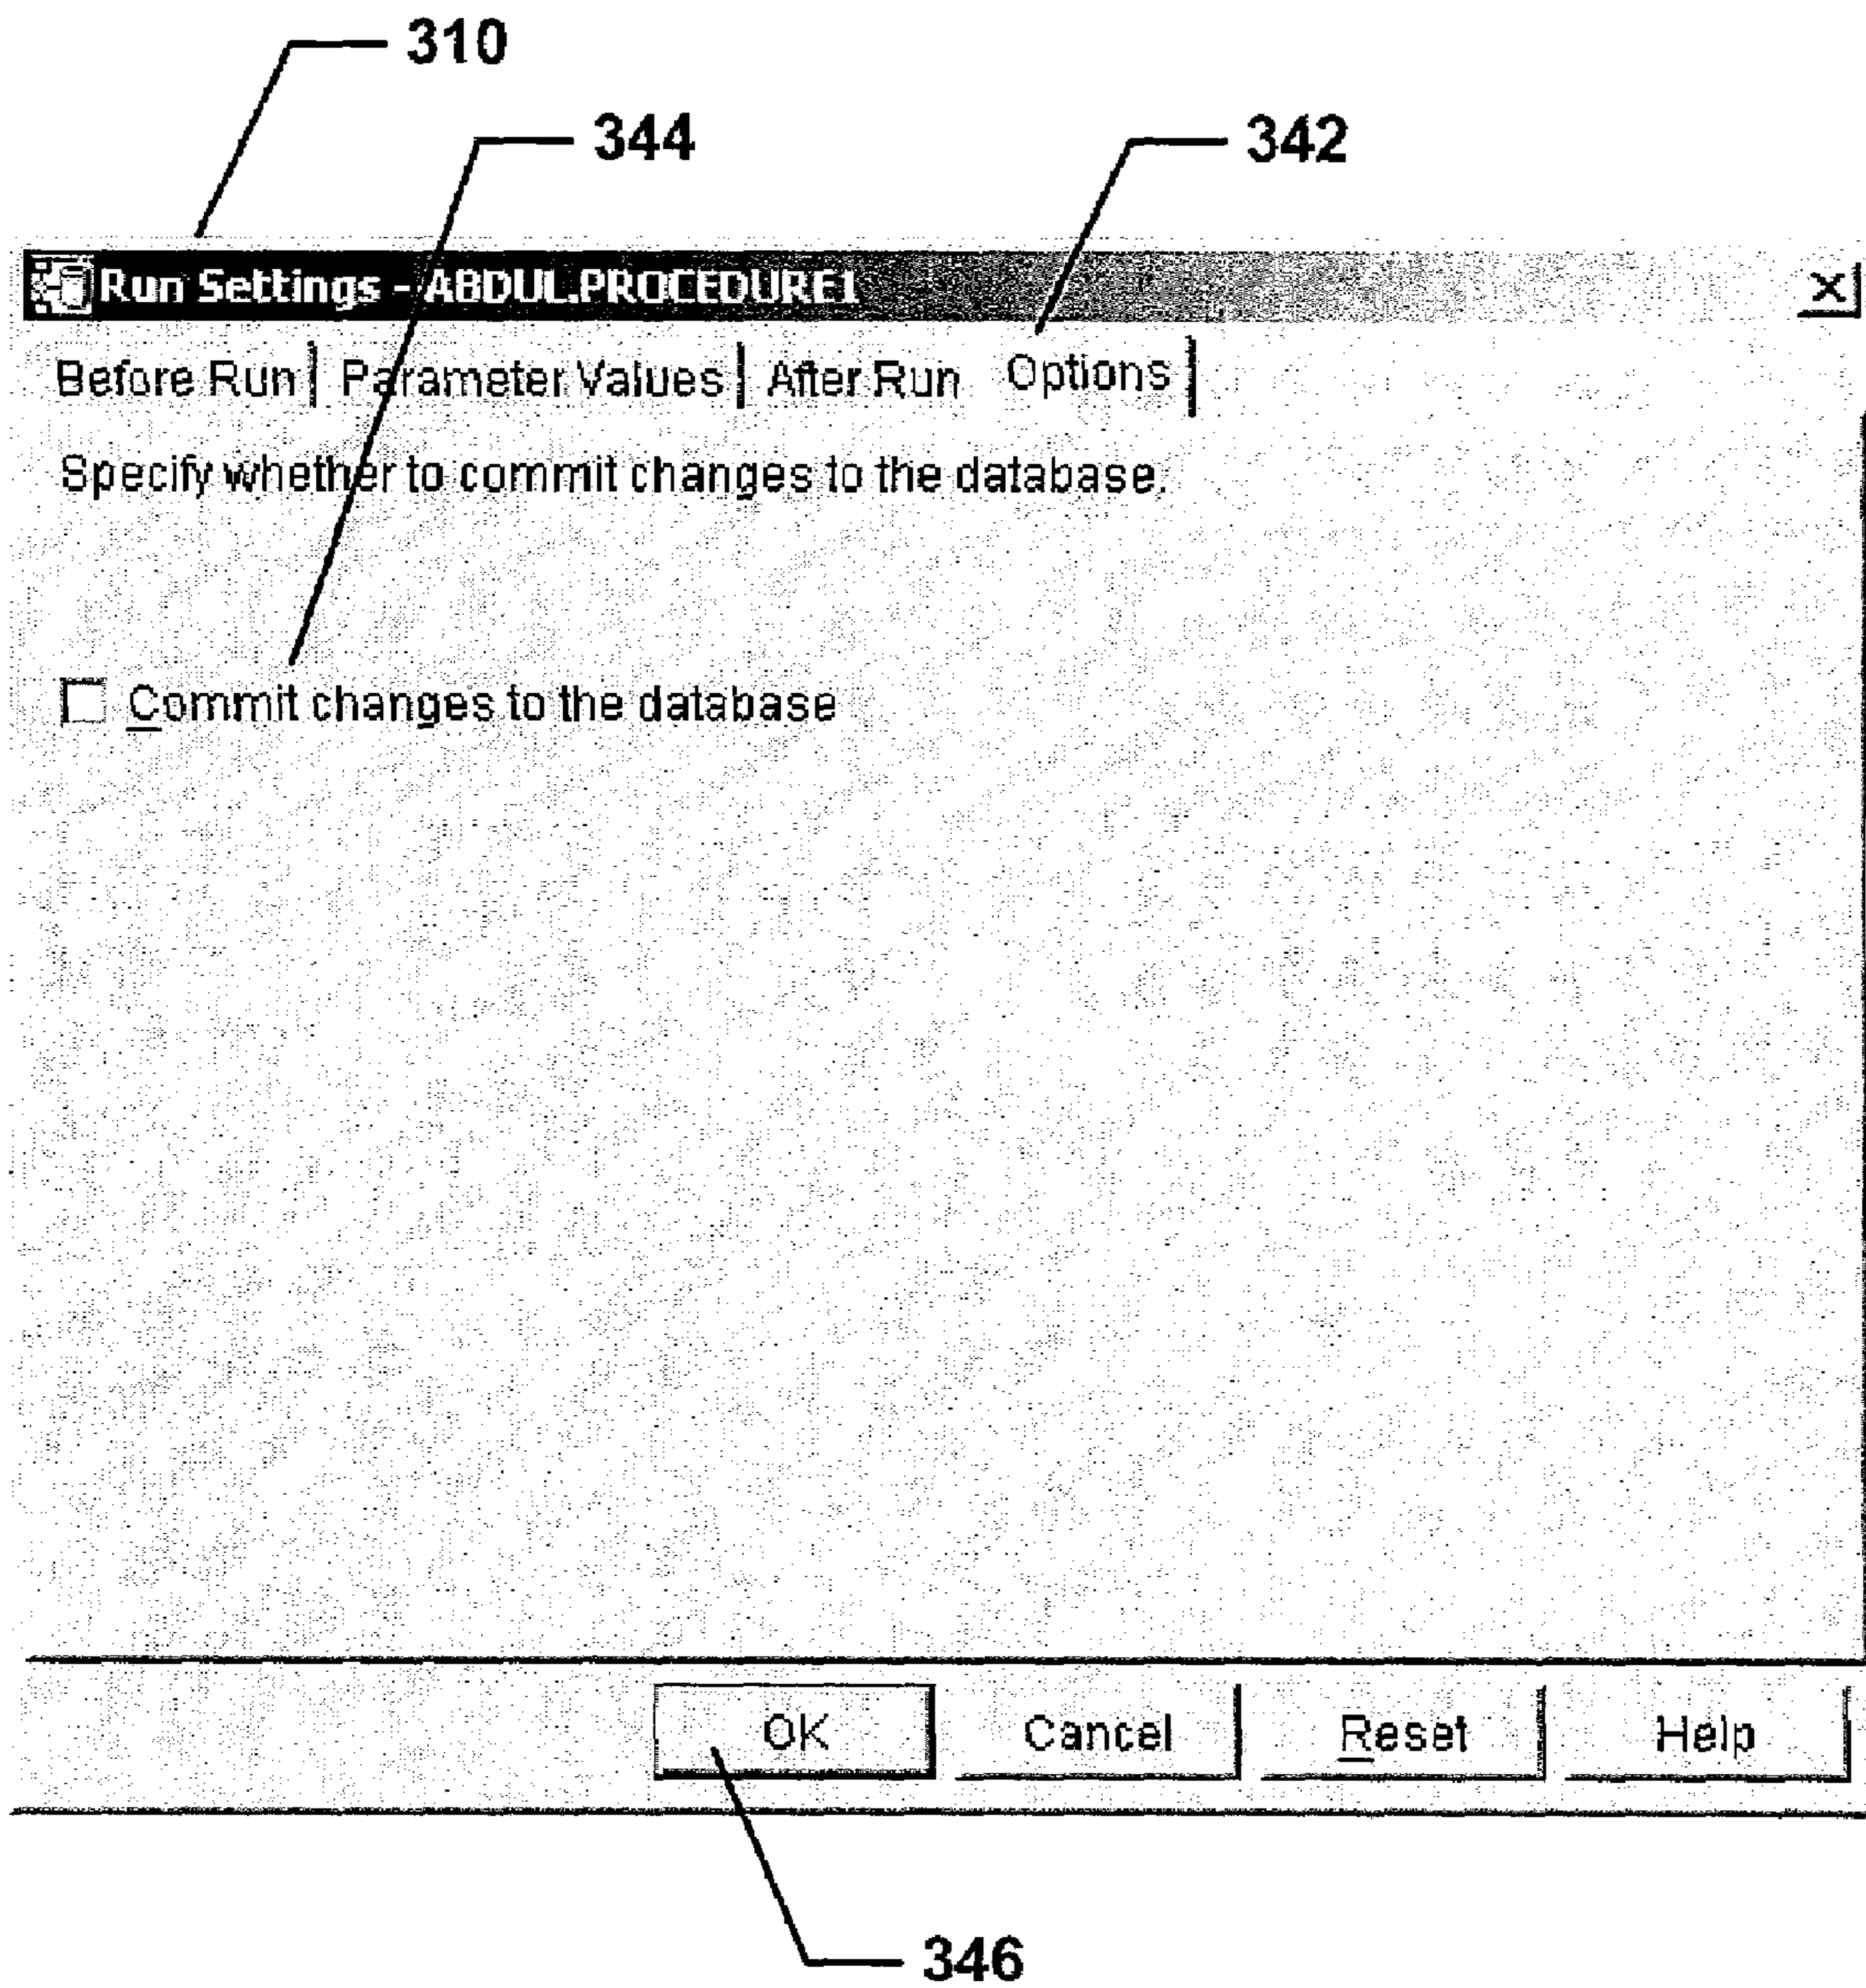 310
344
342
Run Settings - ABDUL.PROCEDURE1
Before Run Parameter Values After Run Options
Specify whether to commit changes to the database.
Commit changes to the database
OK Cancel Reset Help
346